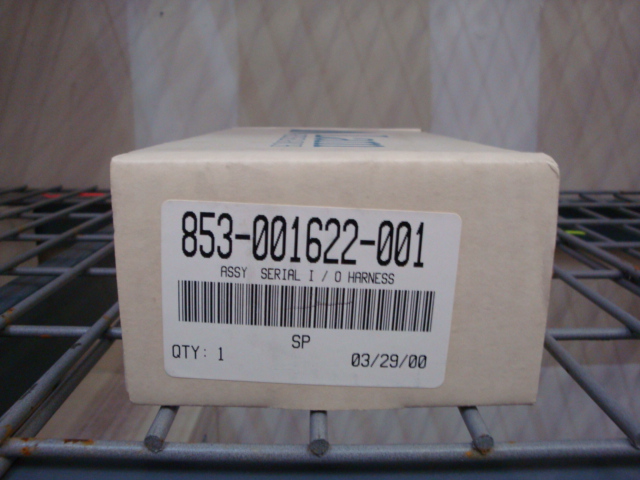 853-001622-001
ASSY SERIAL I / O HARNESS
SP
QTY: 1 03/29/00